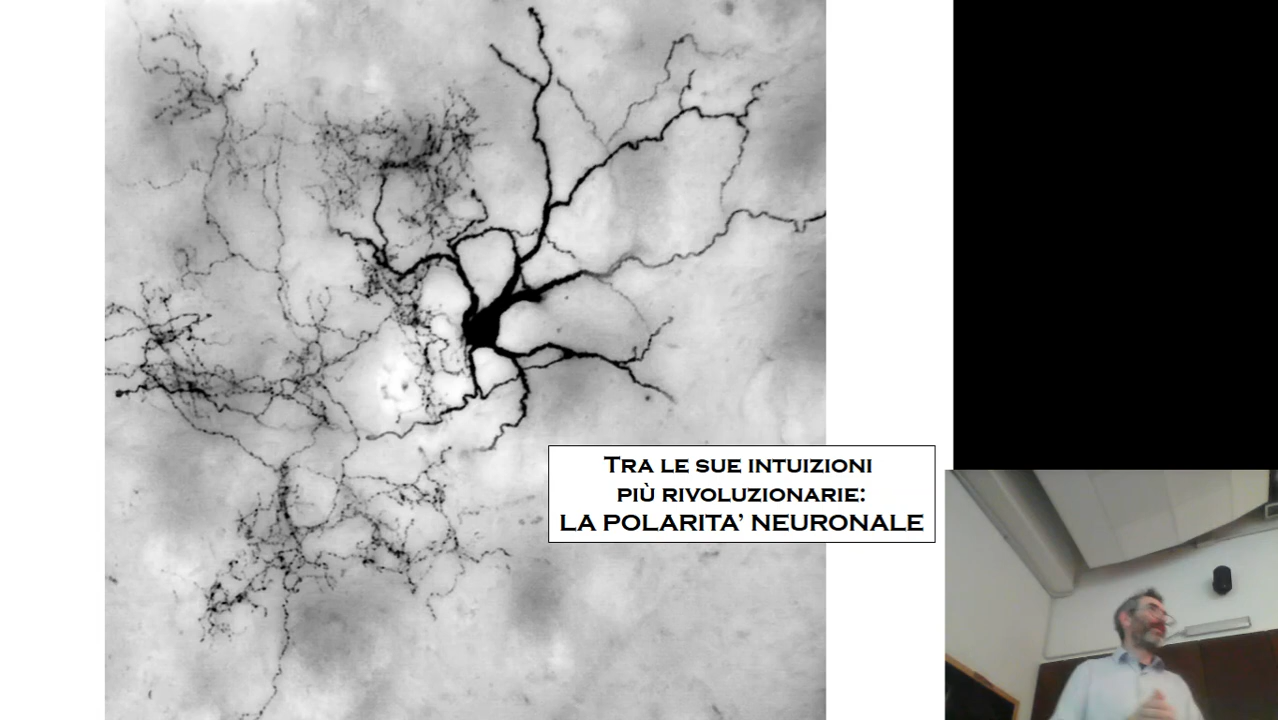 TRA LE SUE INTUIZIONI
PIÙ RIVOLUZIONARIE:
LA POLARITA' NEURONALE